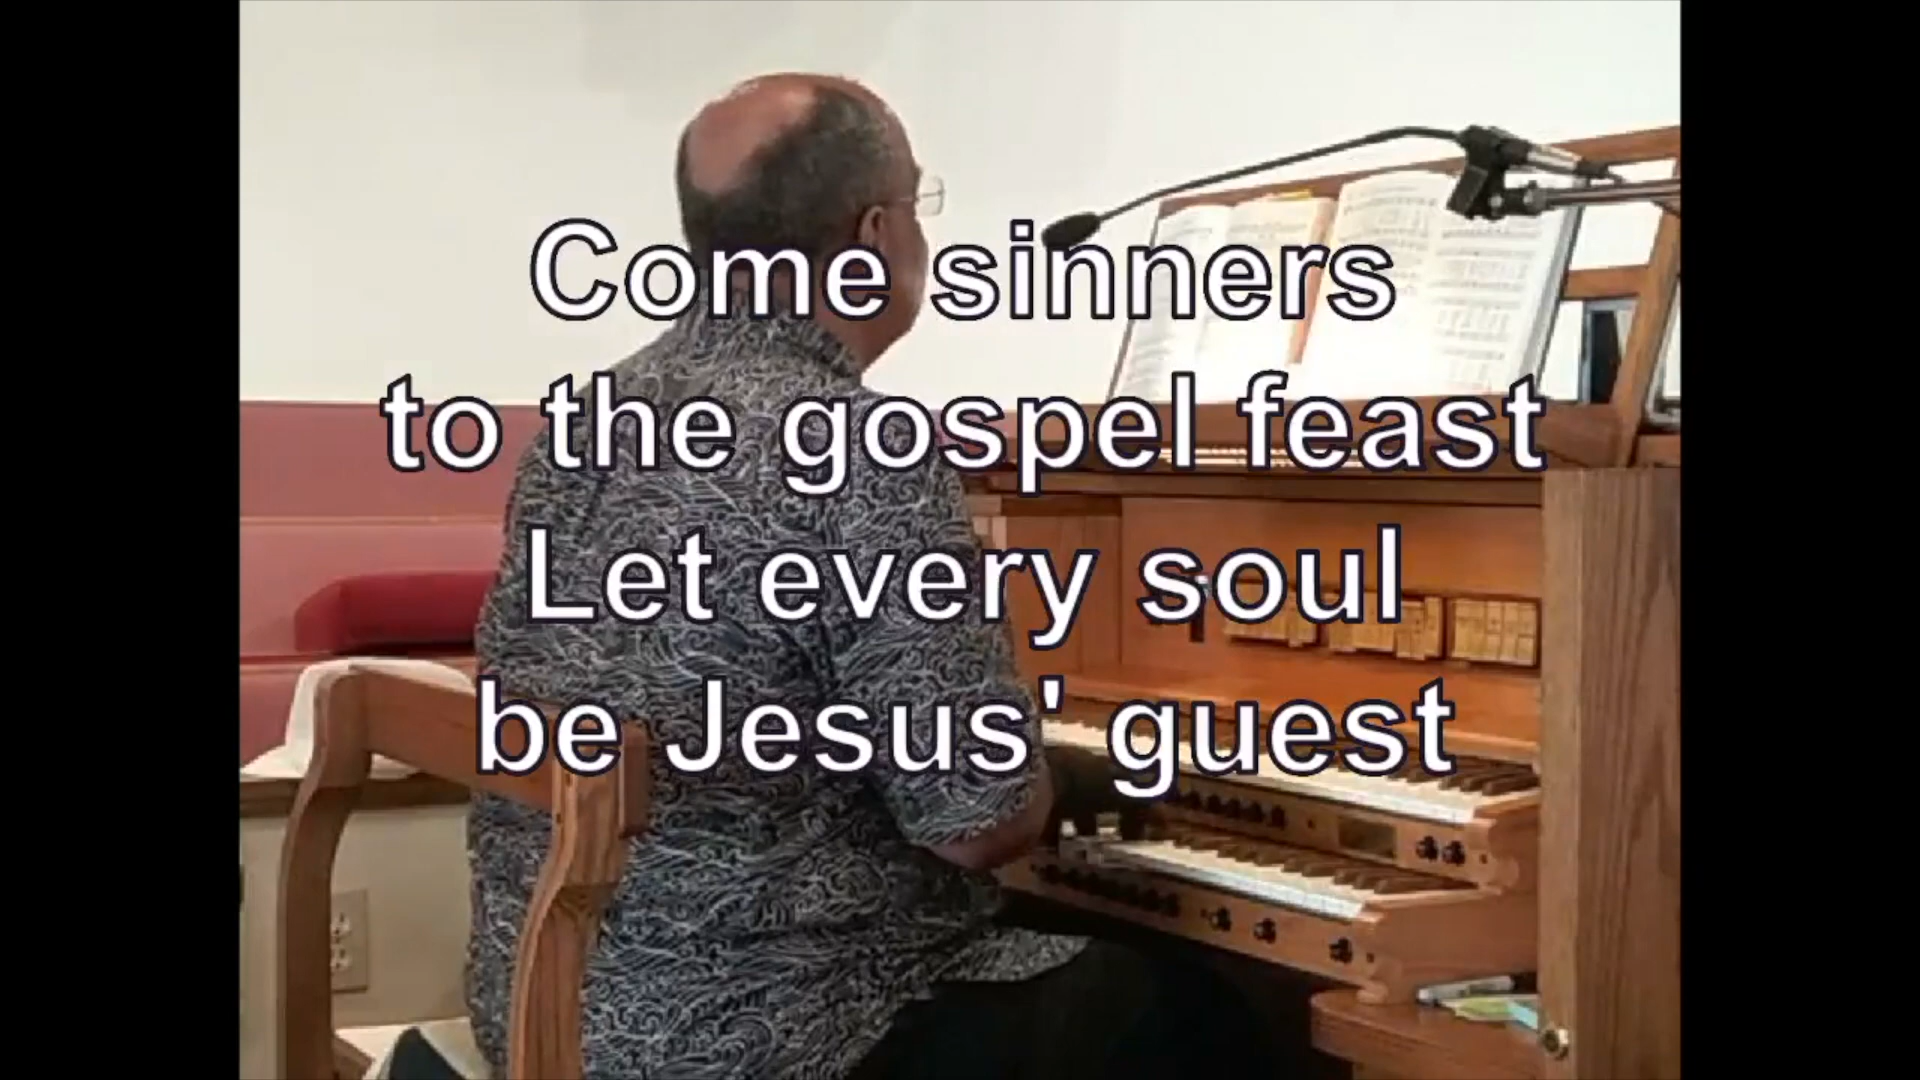 Come sinners
to the gospel feast
Let every soul
be Jesus' guest